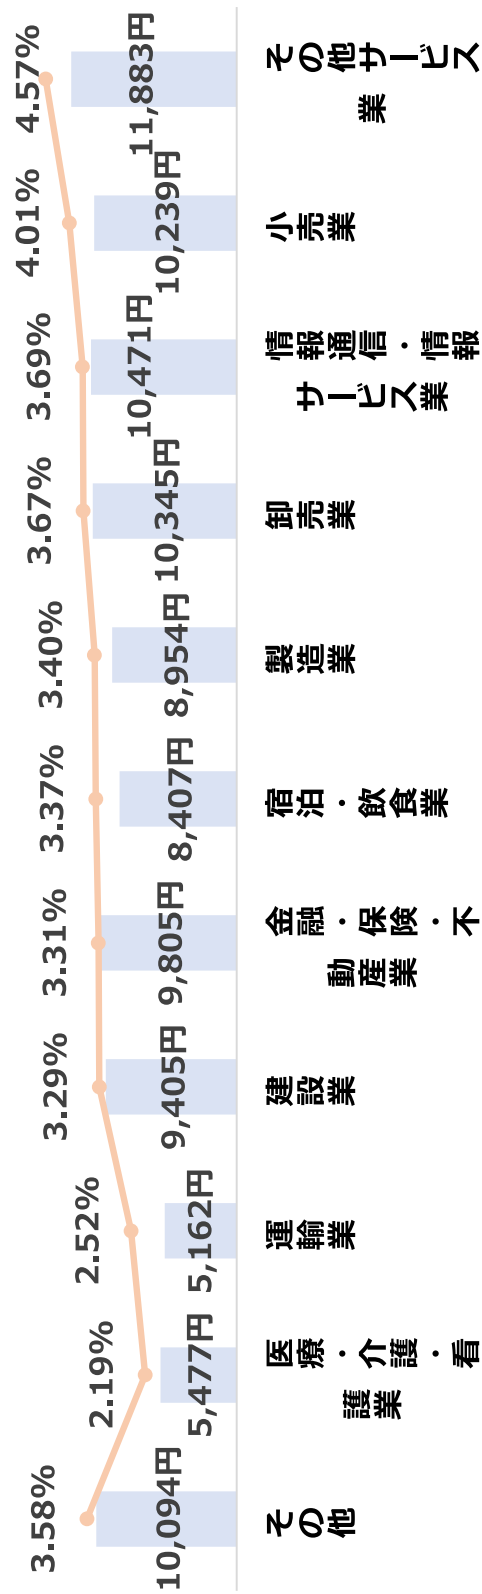 3.58%
2.19%
2.52%
3.29%
3.31%
3.37%
3.40%
3.67%
3.69%
4.01%
4.57%
10,094円
5,477円
5,162円
9,405円
9,805円
8,407円
8,954円
10,345円
10,471円
10,239円
11,883円
その他
医療・介護・看
護業
運輸業
建設業
金融・保険・不
動産業
宿泊・飲食業
製造業
卸売業
情報通信・情報
サービス業
小売業
その他サービス
業